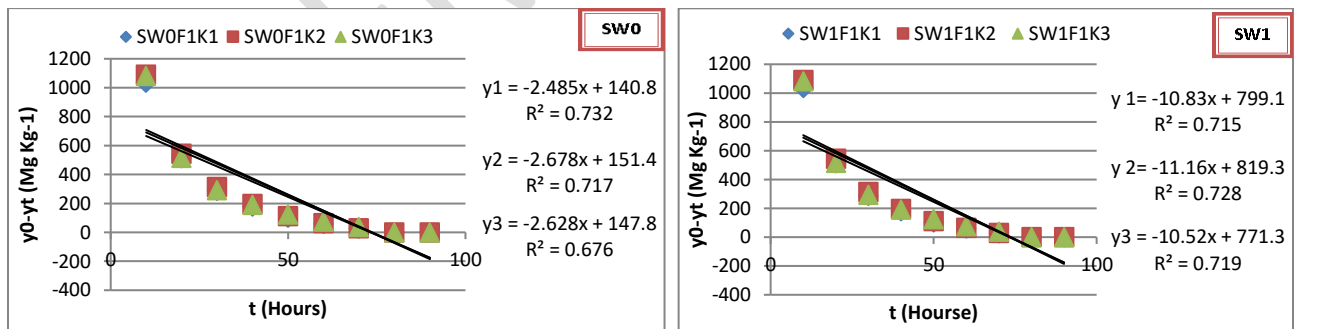 SW0
SW0F1K1 SW0F1K2 SW0F1K3
1200
1000
800
600
400
200
0
-200
-400
y0-yt (Mg Kg-1)
0 50 100
t (Hours)
y1 = -2.485x + 140.8
R² = 0.732
y2 = -2.678x + 151.4
R² = 0.717
y3 = -2.628x + 147.8
R² = 0.676
SW1
SW1F1K1 SW1F1K2 SW1F1K3
1200
1000
800
600
400
200
0
-200
-400
y0-yt (Mg Kg-1)
0 50 100
t (Hourse)
y 1= -10.83x + 799.1
R² = 0.715
y 2= -11.16x + 819.3
R² = 0.728
y3 = -10.52x + 771.3
R² = 0.719